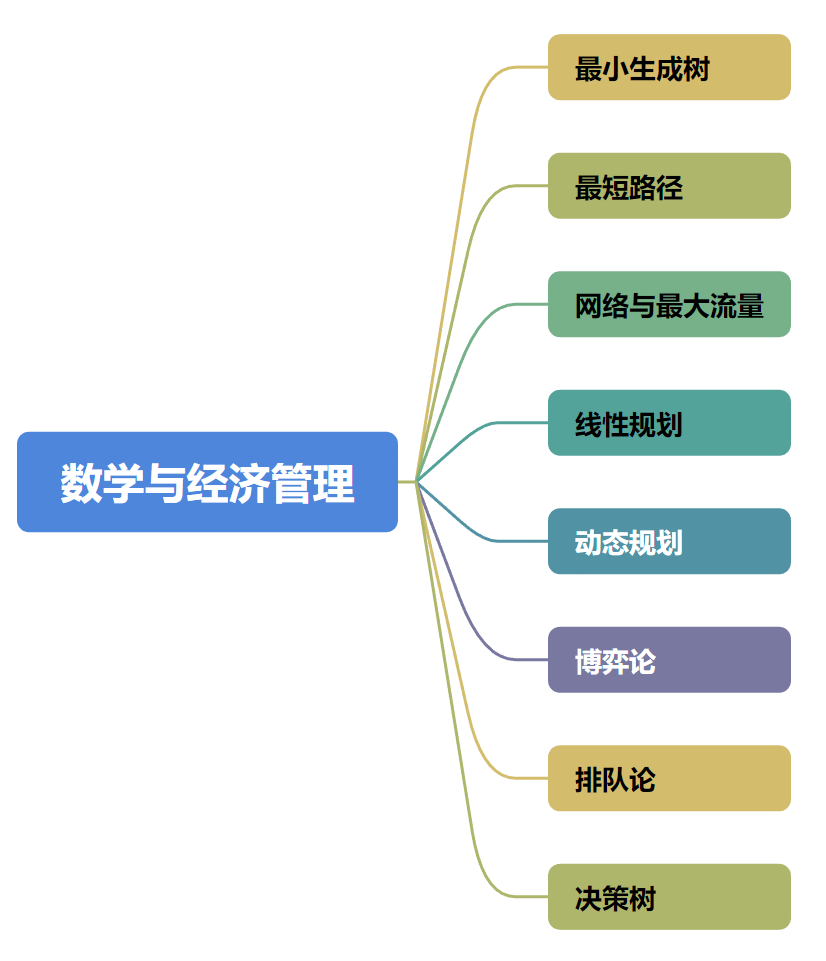 数学与经济管理
最小生成树
最短路径
网络与最大流量
线性规划
动态规划
博弈论
排队论
决策树